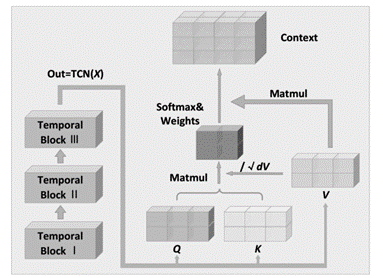 Context
Out=TCN(X)
Matmul
Softmax&
Weights
Temporal
Block Ⅲ
/ √ dV
Matmul
Temporal
Block Ⅱ
V
Temporal
Block Ⅰ
Q
K